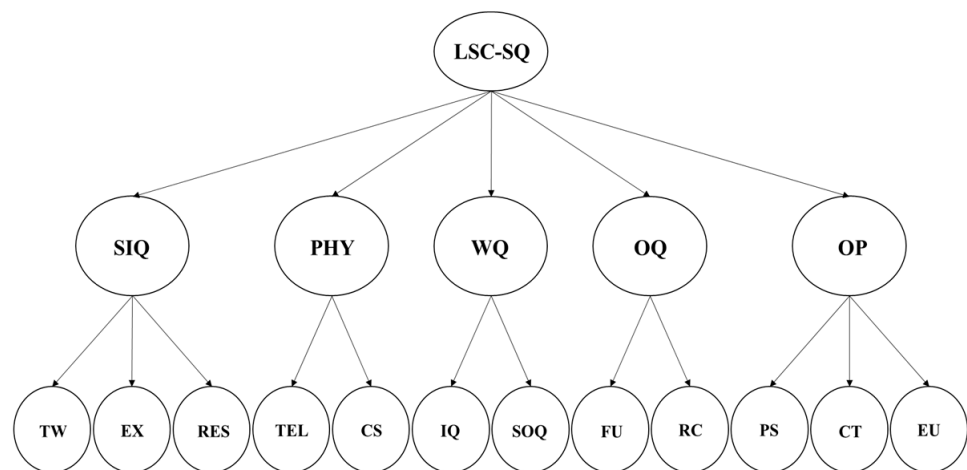 LSC-SQ
SIQ PHY WQ OQ OP
TW EX RES TEL CS IQ SOQ FU RC PS CT EU